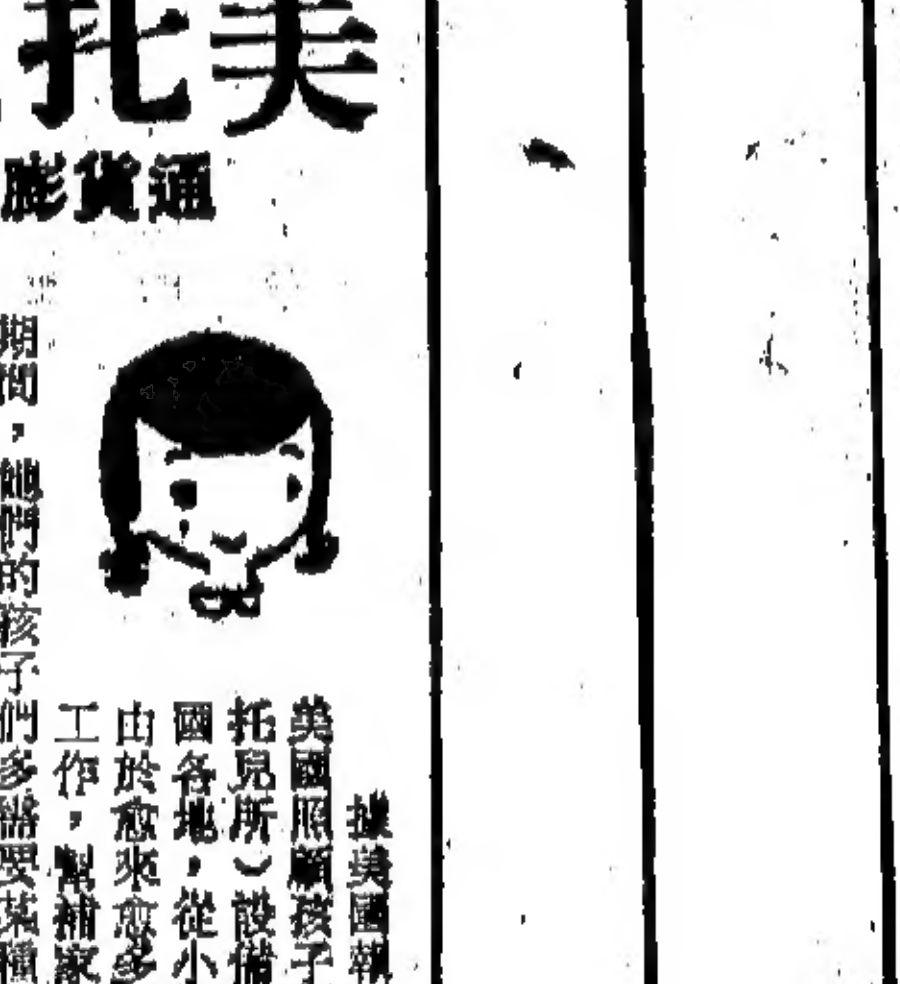 美托
通貨膨
據美國報
美國照顧孩子
托兒所）設備
國各地，從小
由於愈來愈多
工作，幫補家
期間，她們的孩子們多需要某種